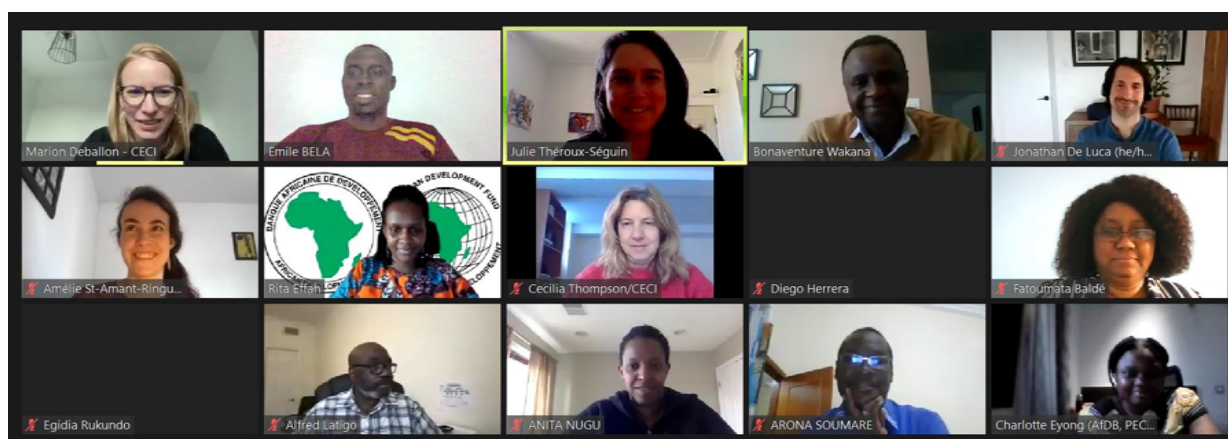 Marion Deballon - CECI
Emile BELA
Julie Théroux-Séguin
Bonaventure Wakana
Jonathan De Luca (he/h...
BANQUE AFRICAINE DE DEVELOPPEMENT
AN DEVELOPMENT FUND
Amélie St-Amant-Ringu...
Rita Effah
Cecilia Thompson/CECI
Diego Herrera
Fatoumata Baldé
Egidia Rukundo
Alfred Latigo
ANITA NUGU
ARONA SOUMARE
Charlotte Eyong (AfDB, PEC...